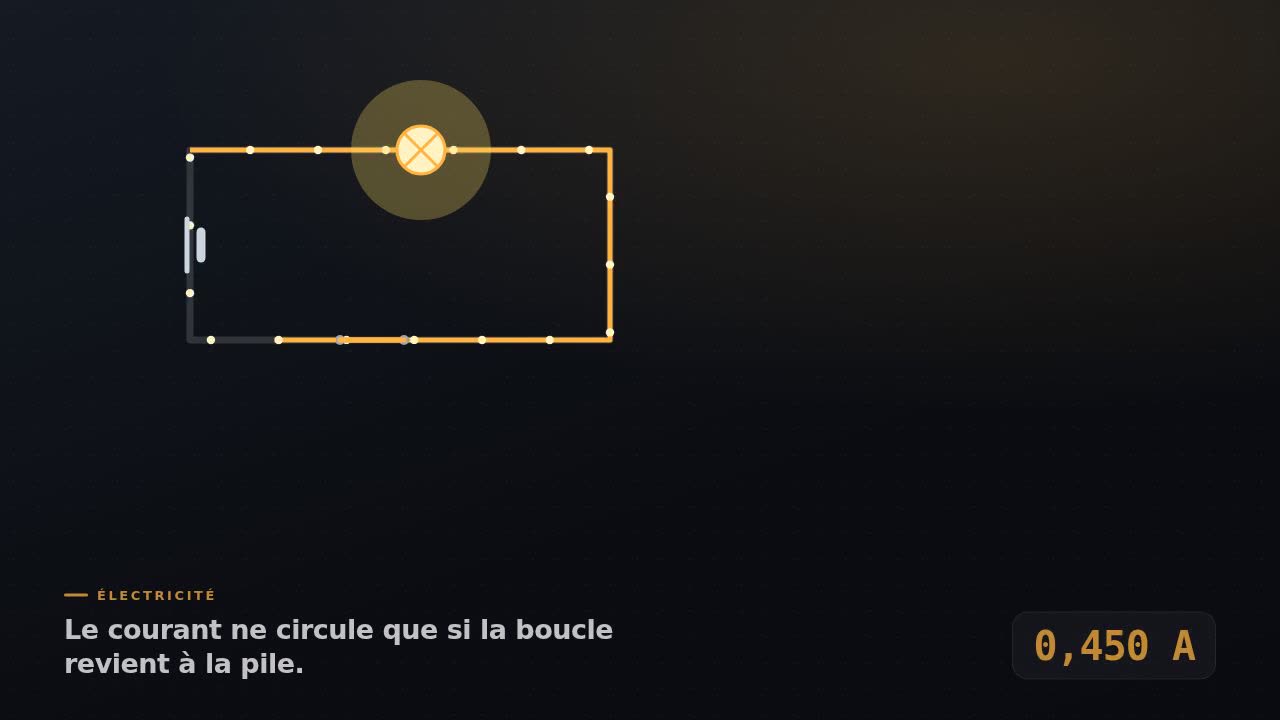 ÉLECTRICITÉ
Le courant ne circule que si la boucle
revient à la pile.
0,450 A